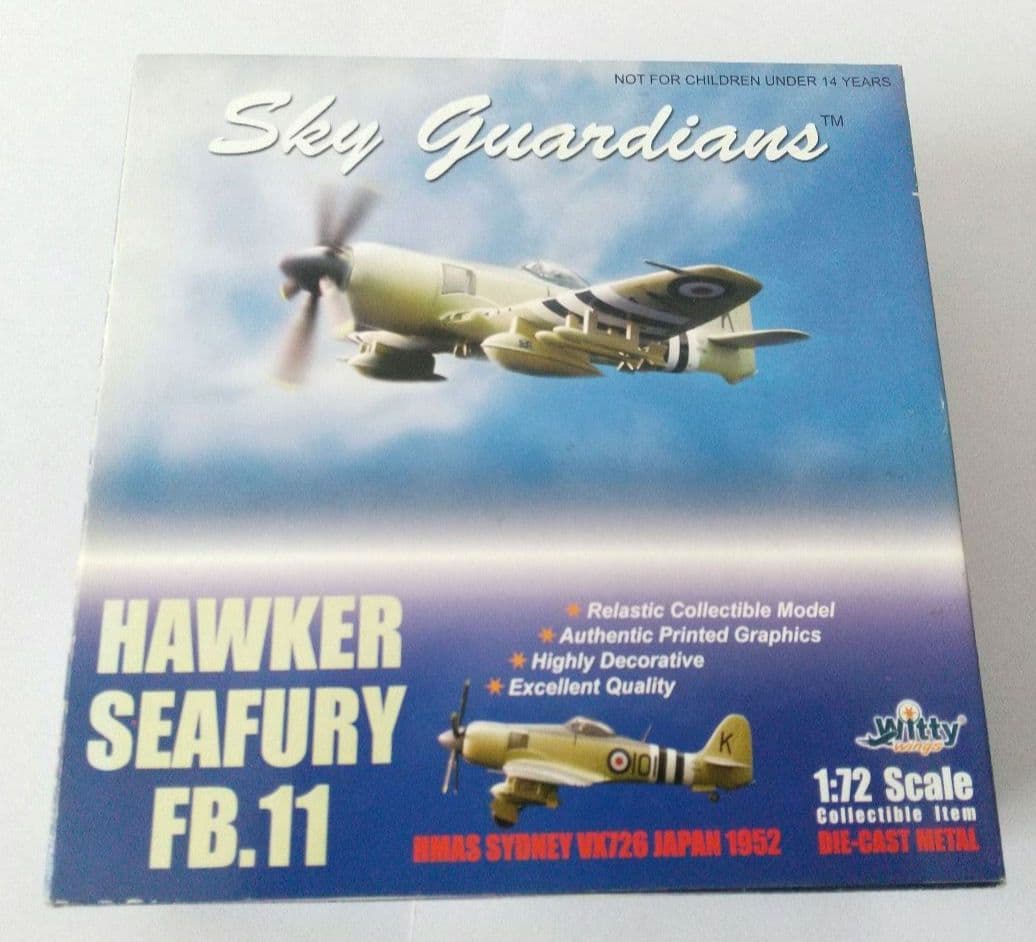 NOT FOR CHILDREN UNDER 14 YEARS
Sky Guardians™
K
HAWKER
SEAFURY
FB.11
Relastic Collectible Model
Authentic Printed Graphics
Highly Decorative
Excellent Quality
K
101
Witty®
wings
1:72 Scale
Collectible Item
DIE-CAST METAL
HMAS SYDNEY VX726 JAPAN 1952